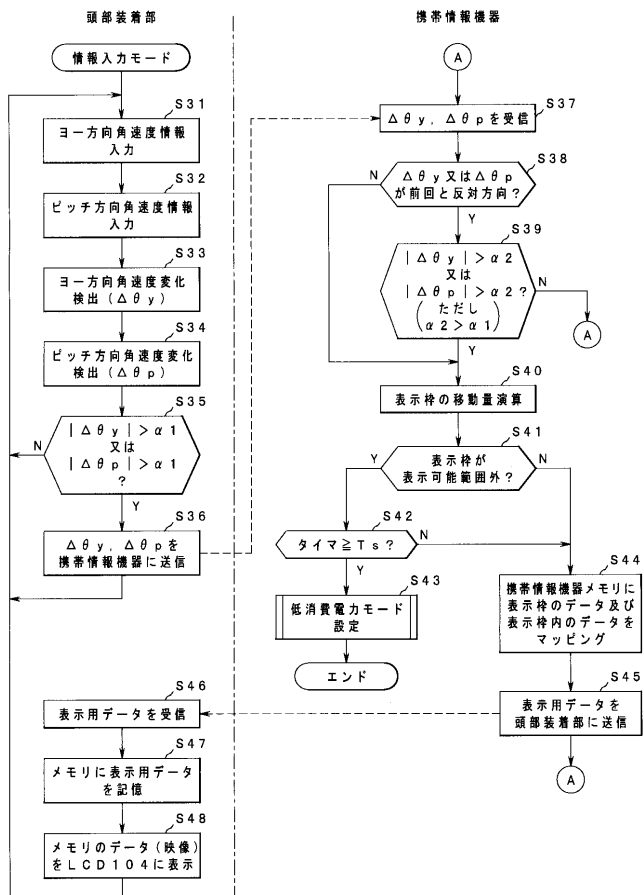 頭部装着部
情報入力モード
S31
ヨー方向角速度情報
入力
S32
ピッチ方向角速度情報
入力
S33
ヨー方向角速度変化
検出(Δθy)
S34
ピッチ方向角速度変化
検出(Δθp)
S35
|Δθy|>α1
又は
|Δθp|>α1
?
N
Y
S36
Δθy,Δθpを
携帯情報機器に送信
S46
表示用データを受信
S47
メモリに表示用データ
を記憶
S48
メモリのデータ(映像)
をLCD104に表示
携帯情報機器
A
S37
Δθy,Δθpを受信
S38
Δθy又はΔθp
が前回と反対方向?
N
Y
S39
|Δθy|>α2
又は
|Δθp|>α2?
(ただし
α2>α1)
N
A
Y
S40
表示枠の移動量演算
S41
表示枠が
表示可能範囲外?
Y
N
S42
タイマ≧Ts?
N
Y
S43
低消費電力モード
設定
エンド
S44
携帯情報機器メモリに
表示枠のデータ及び
表示枠内のデータを
マッピング
S45
表示用データを
頭部装着部に送信
A